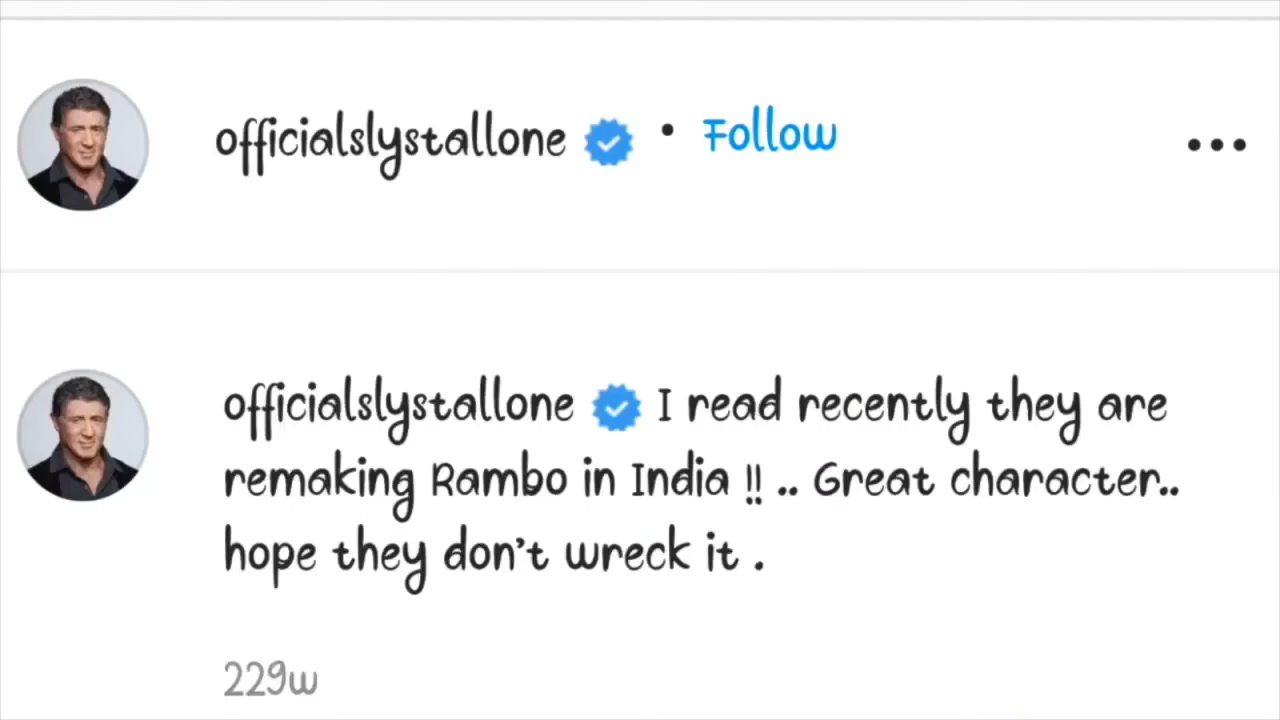 officialslystallone • Follow •••
officialslystallone I read recently they are
remaking Rambo in India !! .. Great character..
hope they don't wreck it .
229w